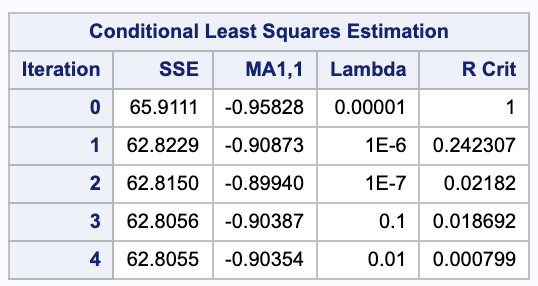 Conditional Least Squares Estimation
Iteration SSE MA1,1 Lambda R Crit
0 65.9111 -0.95828 0.00001 1
1 62.8229 -0.90873 1E-6 0.242307
2 62.8150 -0.89940 1E-7 0.02182
3 62.8056 -0.90387 0.1 0.018692
4 62.8055 -0.90354 0.01 0.000799